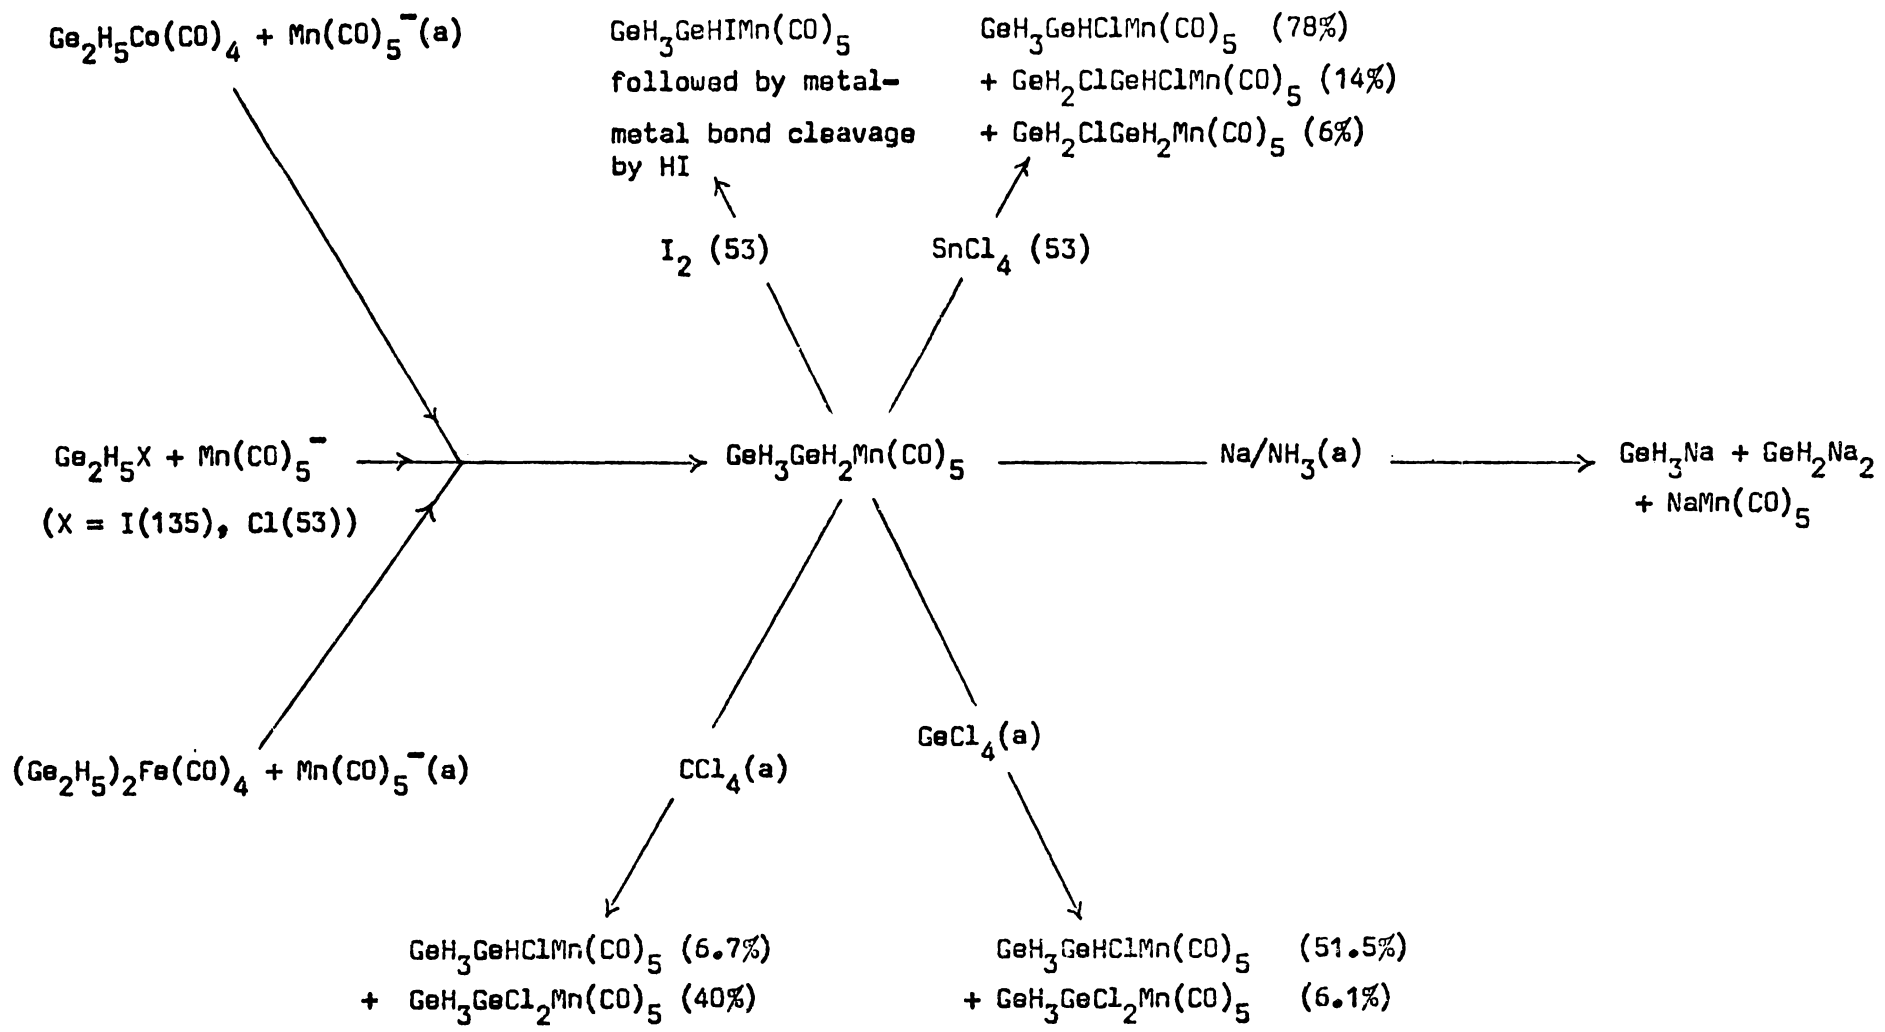 Ge₂H₅Co(CO)₄ + Mn(CO)₅⁻(a)
GeH₃GeHIMn(CO)₅
followed by metal-
metal bond cleavage
by HI
GeH₃GeHClMn(CO)₅ (78%)
+ GeH₂ClGeHClMn(CO)₅ (14%)
+ GeH₂ClGeH₂Mn(CO)₅ (6%)
I₂ (53)
SnCl₄ (53)
Ge₂H₅X + Mn(CO)₅⁻
(X = I(135), Cl(53))
GeH₃GeH₂Mn(CO)₅
Na/NH₃(a)
GeH₃Na + GeH₂Na₂
+ NaMn(CO)₅
(Ge₂H₅)₂Fe(CO)₄ + Mn(CO)₅⁻(a)
CCl₄(a)
GeCl₄(a)
GeH₃GeHClMn(CO)₅ (6.7%)
+ GeH₃GeCl₂Mn(CO)₅ (40%)
GeH₃GeHClMn(CO)₅ (51.5%)
+ GeH₃GeCl₂Mn(CO)₅ (6.1%)